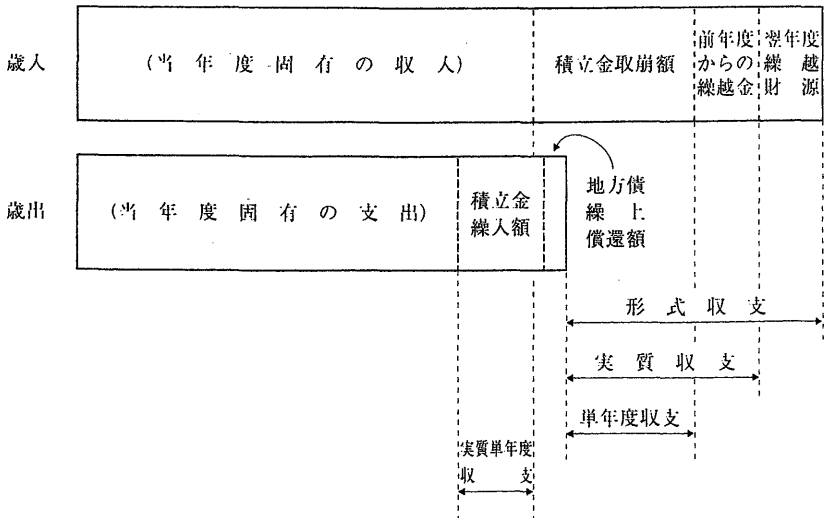 歳入
(当年度固有の収入)
積立金取崩額
前年度
からの
繰越金
翌年度
繰越
財源
歳出
(当年度固有の支出)
積立金
繰入額
地方債
繰上
償還額
形式収支
実質収支
単年度収支
実質単年度
収支